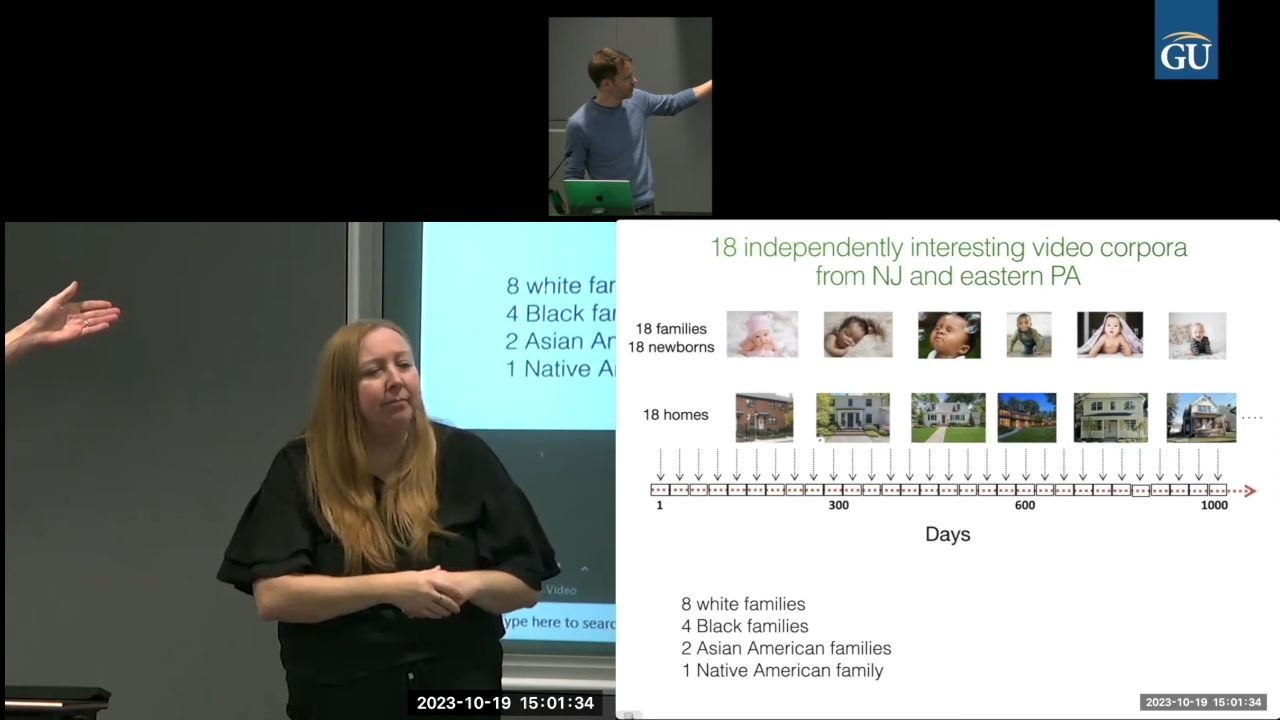 GU
8 white far
4 Black fa
2 Asian Ar
1 Native A
Video
ype here to searc
2023-10-19 15:01:34
18 independently interesting video corpora
from NJ and eastern PA
18 families
18 newborns
18 homes
....
1 300 600 1000
Days
8 white families
4 Black families
2 Asian American families
1 Native American family
2023-10-19 15:01:34